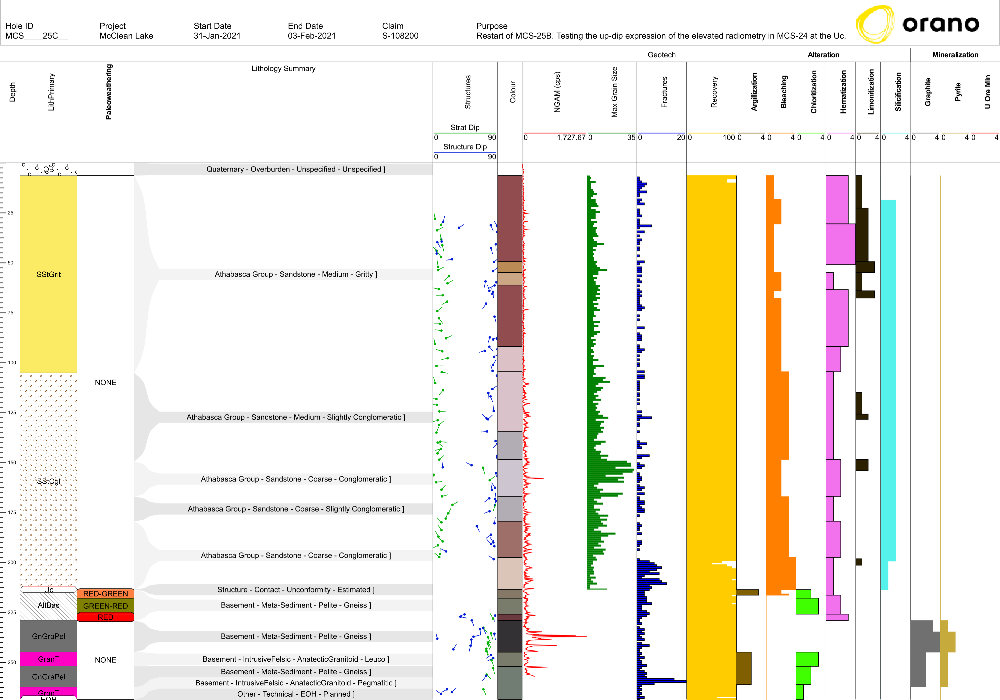 Hole ID Project Start Date End Date Claim Purpose
MCS____25C__ McClean Lake 31-Jan-2021 03-Feb-2021 S-108200 Restart of MCS-25B. Testing the up-dip expression of the elevated radiometry in MCS-24 at the Uc.
orano
Geotech Alteration Mineralization
Depth LithPrimary Paleoweathering Lithology Summary Structures Colour NGAM (cps) Max Grain Size Fractures Recovery Argillization Bleaching Chloritization Hematization Limonitization Silicification Graphite Pyrite U Ore Min
Strat Dip
0 90 0 1,727.67 0 35 0 20 0 100 0 4 0 4 0 4 0 4 0 4 0 4 0 4 0 4 0 4
Structure Dip
0 90
OB Quaternary - Overburden - Unspecified - Unspecified ]
25
50
SStGrit Athabasca Group - Sandstone - Medium - Gritty ]
75
100
NONE
125
Athabasca Group - Sandstone - Medium - Slightly Conglomeratic ]
150
SStCgl Athabasca Group - Sandstone - Coarse - Conglomeratic ]
Athabasca Group - Sandstone - Coarse - Slightly Conglomeratic ]
175
Athabasca Group - Sandstone - Coarse - Conglomeratic ]
200
Uc Structure - Contact - Unconformity - Estimated ]
RED-GREEN
AltBas GREEN-RED Basement - Meta-Sediment - Pelite - Gneiss ]
225
RED
GnGraPel Basement - Meta-Sediment - Pelite - Gneiss ]
GranT NONE Basement - IntrusiveFelsic - AnatecticGranitoid - Leuco ]
250
Basement - Meta-Sediment - Pelite - Gneiss ]
GnGraPel
Basement - IntrusiveFelsic - AnatecticGranitoid - Pegmatitic ]
GranT Other - Technical - EOH - Planned ]
EOH